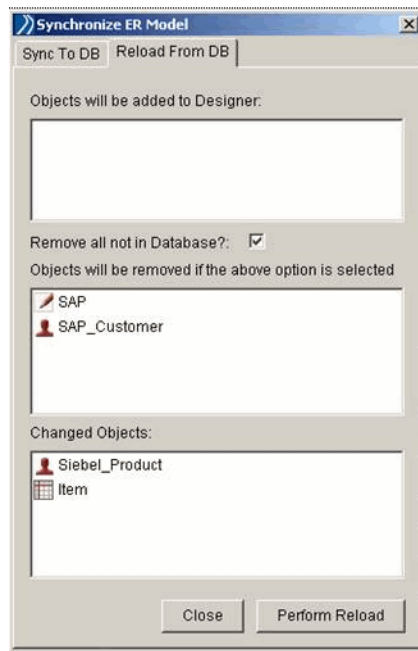 Synchronize ER Model
Sync To DB Reload From DB
Objects will be added to Designer:
Remove all not in Database?:
Objects will be removed if the above option is selected
SAP
SAP_Customer
Changed Objects:
Siebel_Product
Item
Close Perform Reload